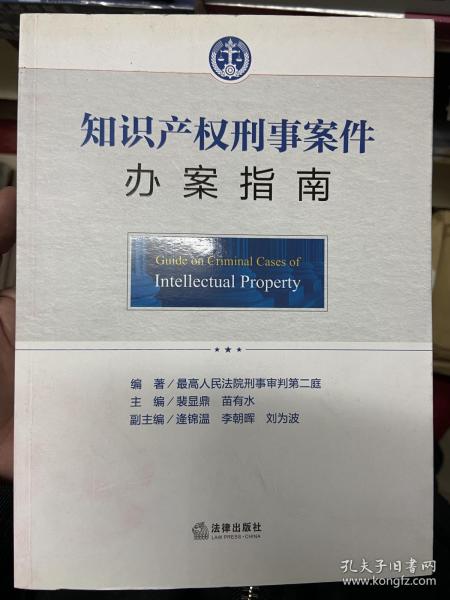 知识产权刑事案件
办案指南
Guide on Criminal Cases of
Intellectual Property
编 著/最高人民法院刑事审判第二庭
主 编/裴显鼎 苗有水
副主编/逄锦温 李朝晖 刘为波
法律出版社
LAW PRESS·CHINA
孔夫子旧书网
www.kongfz.com